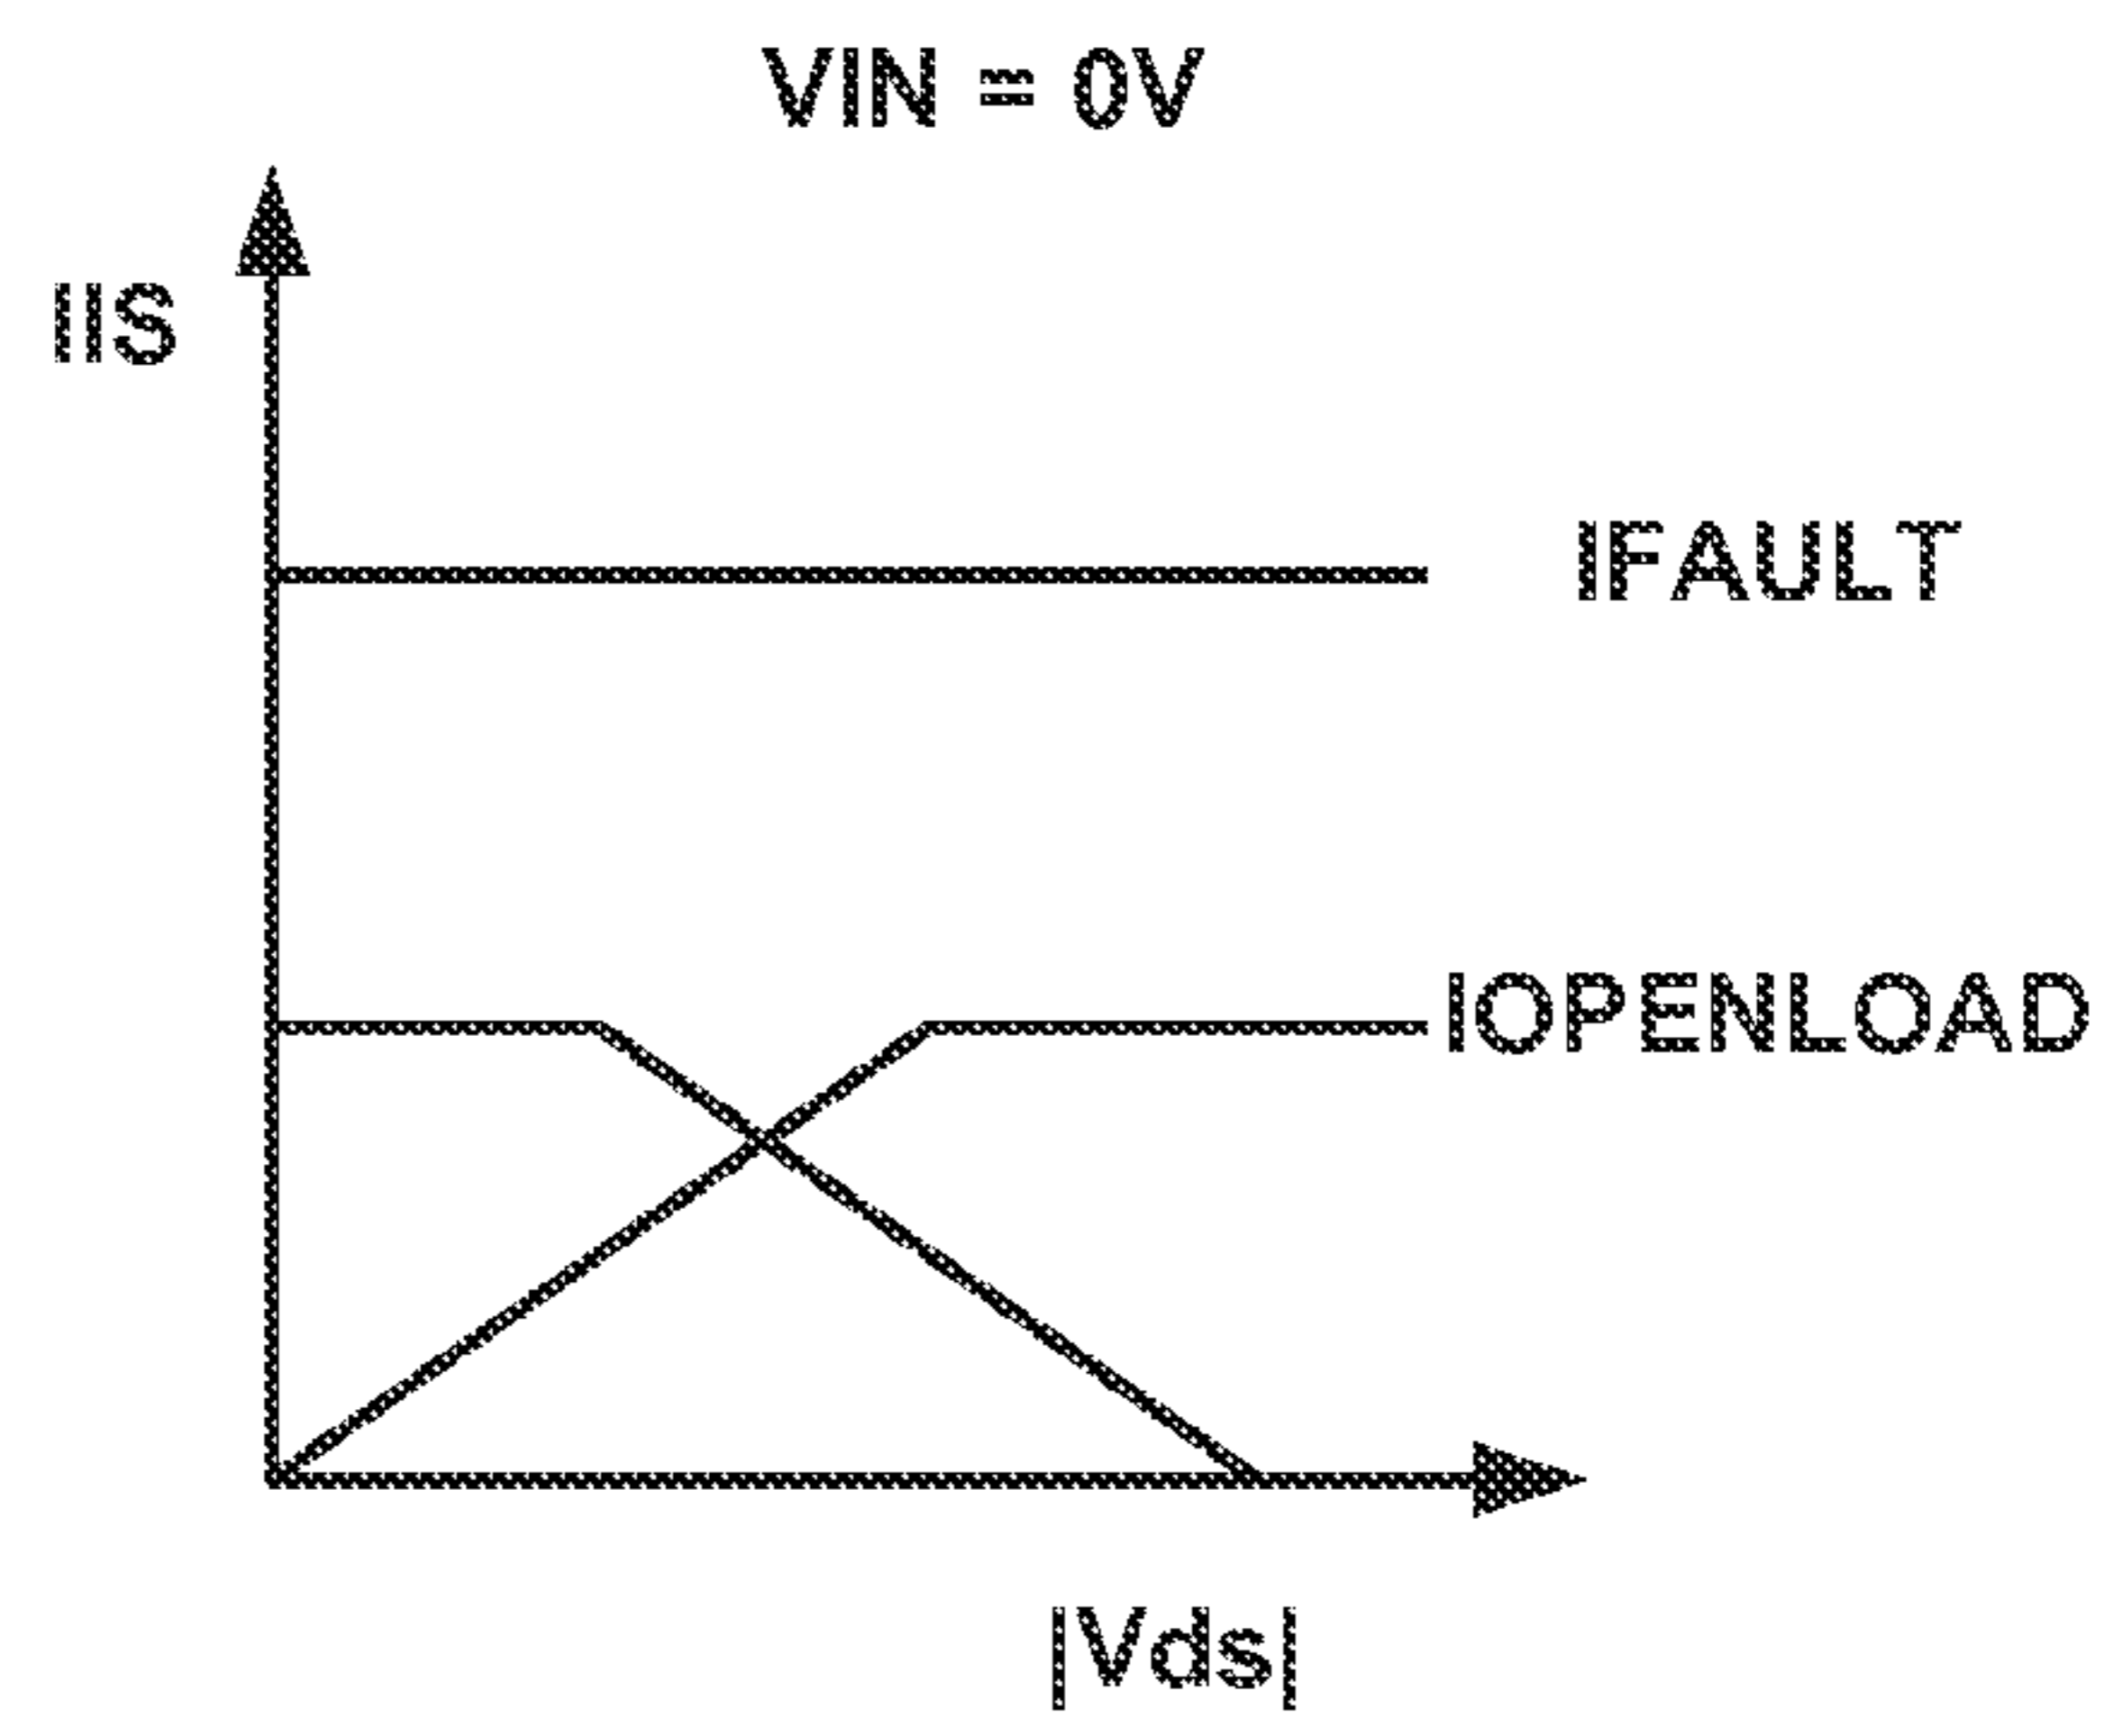 VIN = 0V
IIS
IFAULT
IOPENLOAD
|Vds|